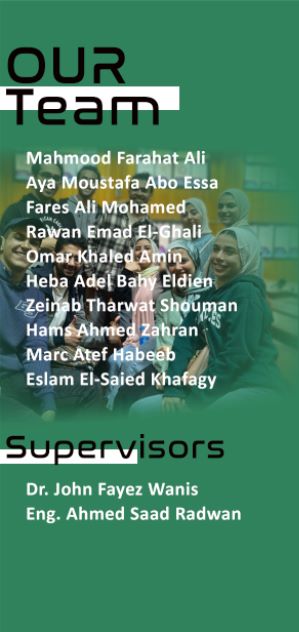 OUR
Team
Mahmood Farahat Ali
Aya Moustafa Abo Essa
Fares Ali Mohamed
Rawan Emad El-Ghali
Omar Khaled Amin
Heba Adel Bahy Eldien
Zeinab Tharwat Shouman
Hams Ahmed Zahran
Marc Atef Habeeb
Eslam El-Saied Khafagy
Supervisors
Dr. John Fayez Wanis
Eng. Ahmed Saad Radwan